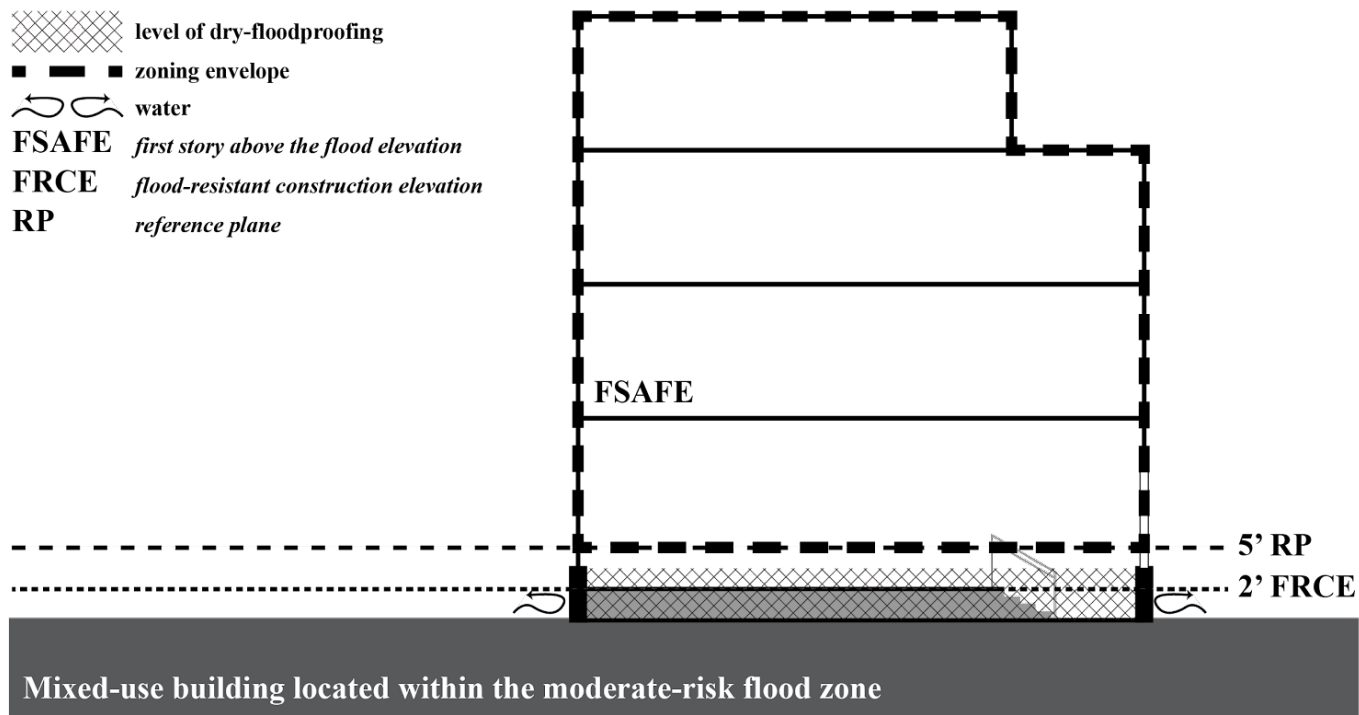 level of dry-floodproofing
zoning envelope
water
FSAFE first story above the flood elevation
FRCE flood-resistant construction elevation
RP reference plane
FSAFE
5’ RP
2’ FRCE
Mixed-use building located within the moderate-risk flood zone